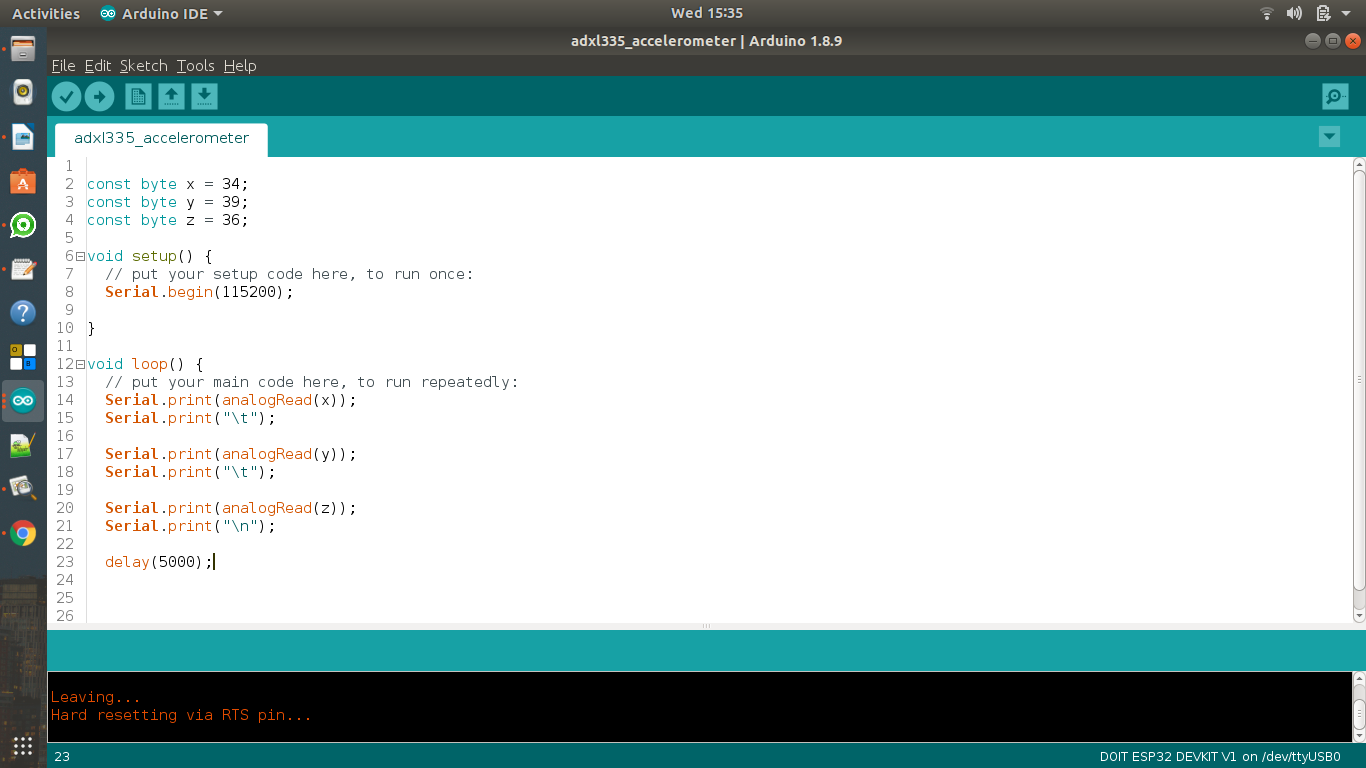 Activities Arduino IDE Wed 15:35
adxl335_accelerometer | Arduino 1.8.9
File Edit Sketch Tools Help
adxl335_accelerometer
1
2 const byte x = 34;
3 const byte y = 39;
4 const byte z = 36;
5
6 void setup() {
7 // put your setup code here, to run once:
8 Serial.begin(115200);
9
10 }
11
12 void loop() {
13 // put your main code here, to run repeatedly:
14 Serial.print(analogRead(x));
15 Serial.print("\t");
16
17 Serial.print(analogRead(y));
18 Serial.print("\t");
19
20 Serial.print(analogRead(z));
21 Serial.print("\n");
22
23 delay(5000);
24
25
26
Leaving...
Hard resetting via RTS pin...
23 DOIT ESP32 DEVKIT V1 on /dev/ttyUSB0